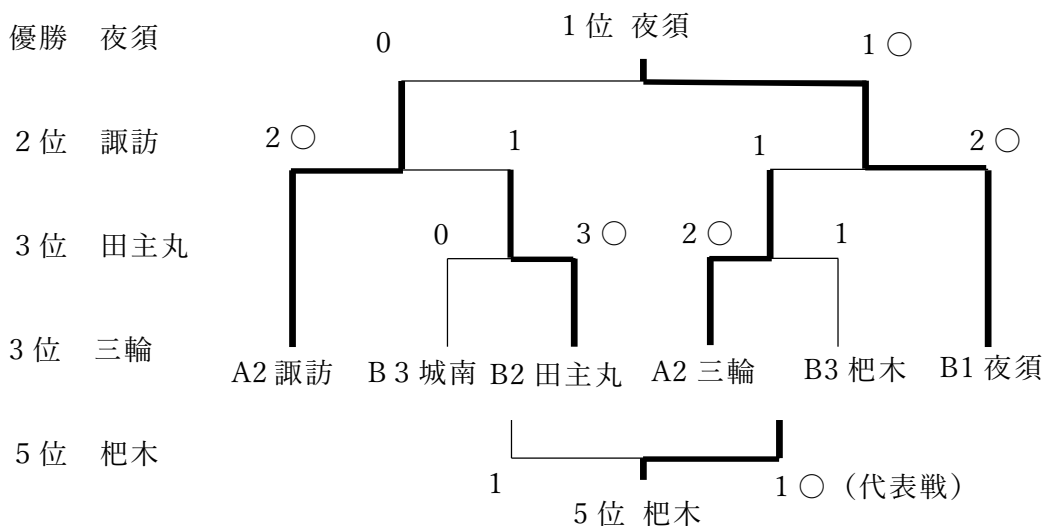 優勝　夜須
1位 夜須
0
1 ○
2位　諏訪
2 ○
1
1
2 ○
3位　田主丸
0
3 ○
2 ○
1
3位　三輪
A2 諏訪
B 3 城南
B2 田主丸
A2 三輪
B3 杷木
B1 夜須
5位　杷木
1
1 ○（代表戦）
5位 杷木